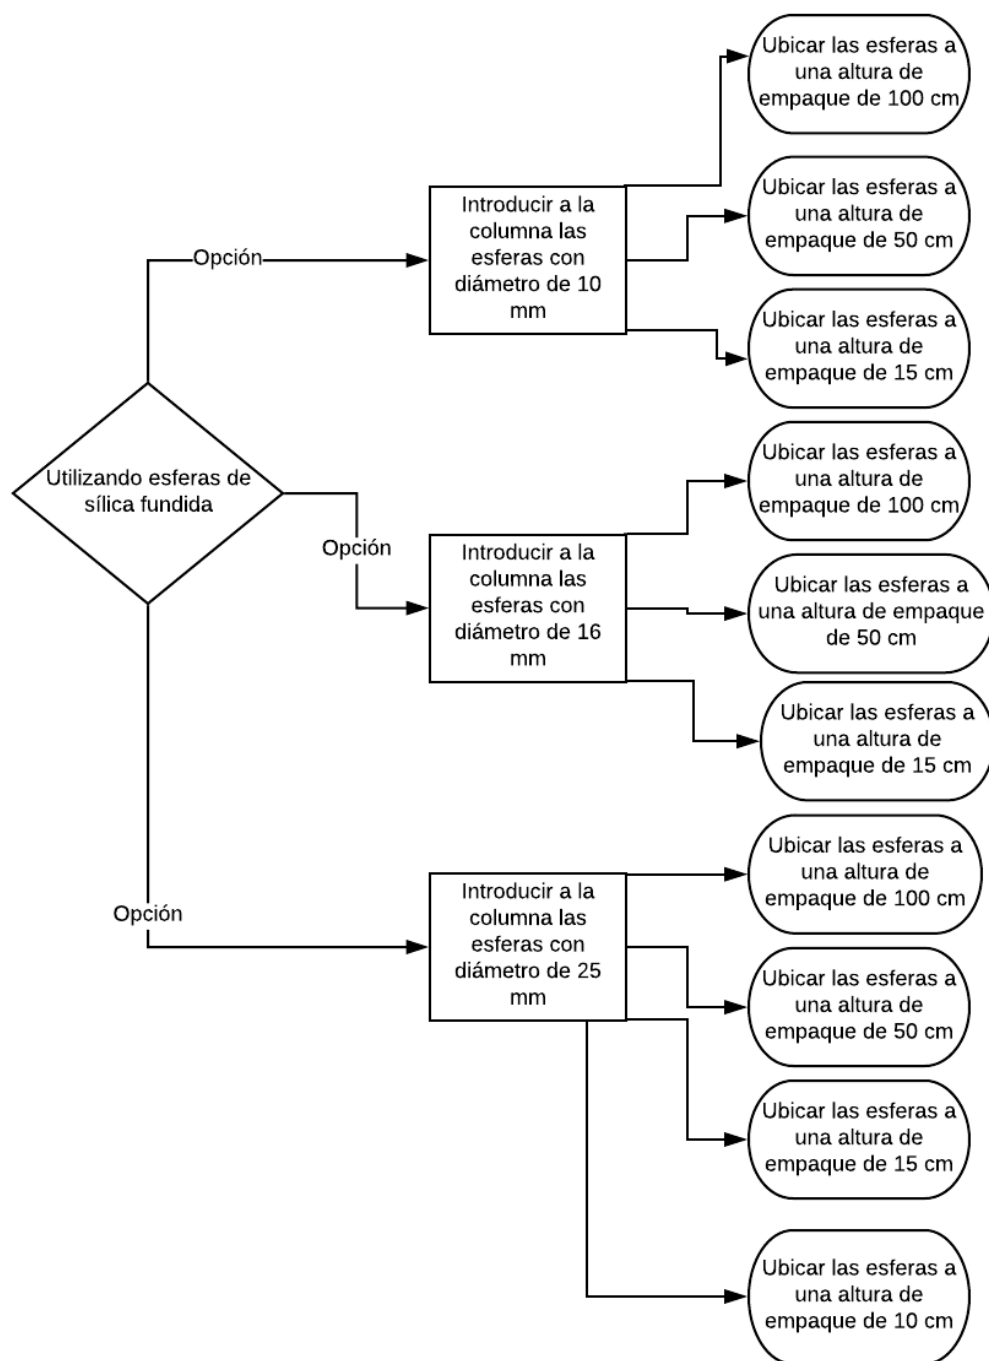 Utilizando esferas de
sílica fundida
Opción
Introducir a la
columna las
esferas con
diámetro de 10
mm
Ubicar las esferas a
una altura de
empaque de 100 cm
Ubicar las esferas a
una altura de
empaque de 50 cm
Ubicar las esferas a
una altura de
empaque de 15 cm
Opción
Introducir a la
columna las
esferas con
diámetro de 16
mm
Ubicar las esferas a
una altura de
empaque de 100 cm
Ubicar las esferas a
una altura de empaque
de 50 cm
Ubicar las esferas a
una altura de
empaque de 15 cm
Opción
Introducir a la
columna las
esferas con
diámetro de 25
mm
Ubicar las esferas a
una altura de
empaque de 100 cm
Ubicar las esferas a
una altura de
empaque de 50 cm
Ubicar las esferas a
una altura de
empaque de 15 cm
Ubicar las esferas a
una altura de
empaque de 10 cm